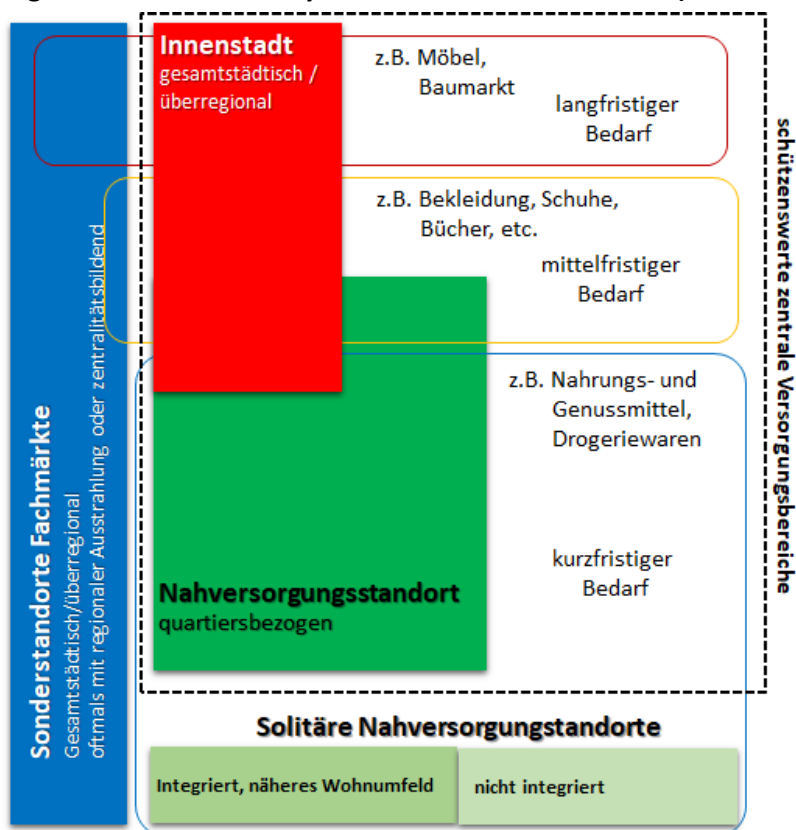 Innenstadt
gesamtstädtisch /
überregional
z.B. Möbel,
Baumarkt
langfristiger
Bedarf
z.B. Bekleidung, Schuhe,
Bücher, etc.
mittelfristiger
Bedarf
z.B. Nahrungs- und
Genussmittel,
Drogeriewaren
kurzfristiger
Bedarf
Nahversorgungsstandort
quartiersbezogen
Solitäre Nahversorgungstandorte
Integriert, näheres Wohnumfeld
nicht integriert
Sonderstandorte Fachmärkte
Gesamtstädtisch/überregional
oftmals mit regionaler Ausstrahlung oder zentralitätsbildend
schützenswerte zentrale Versorgungsbereiche